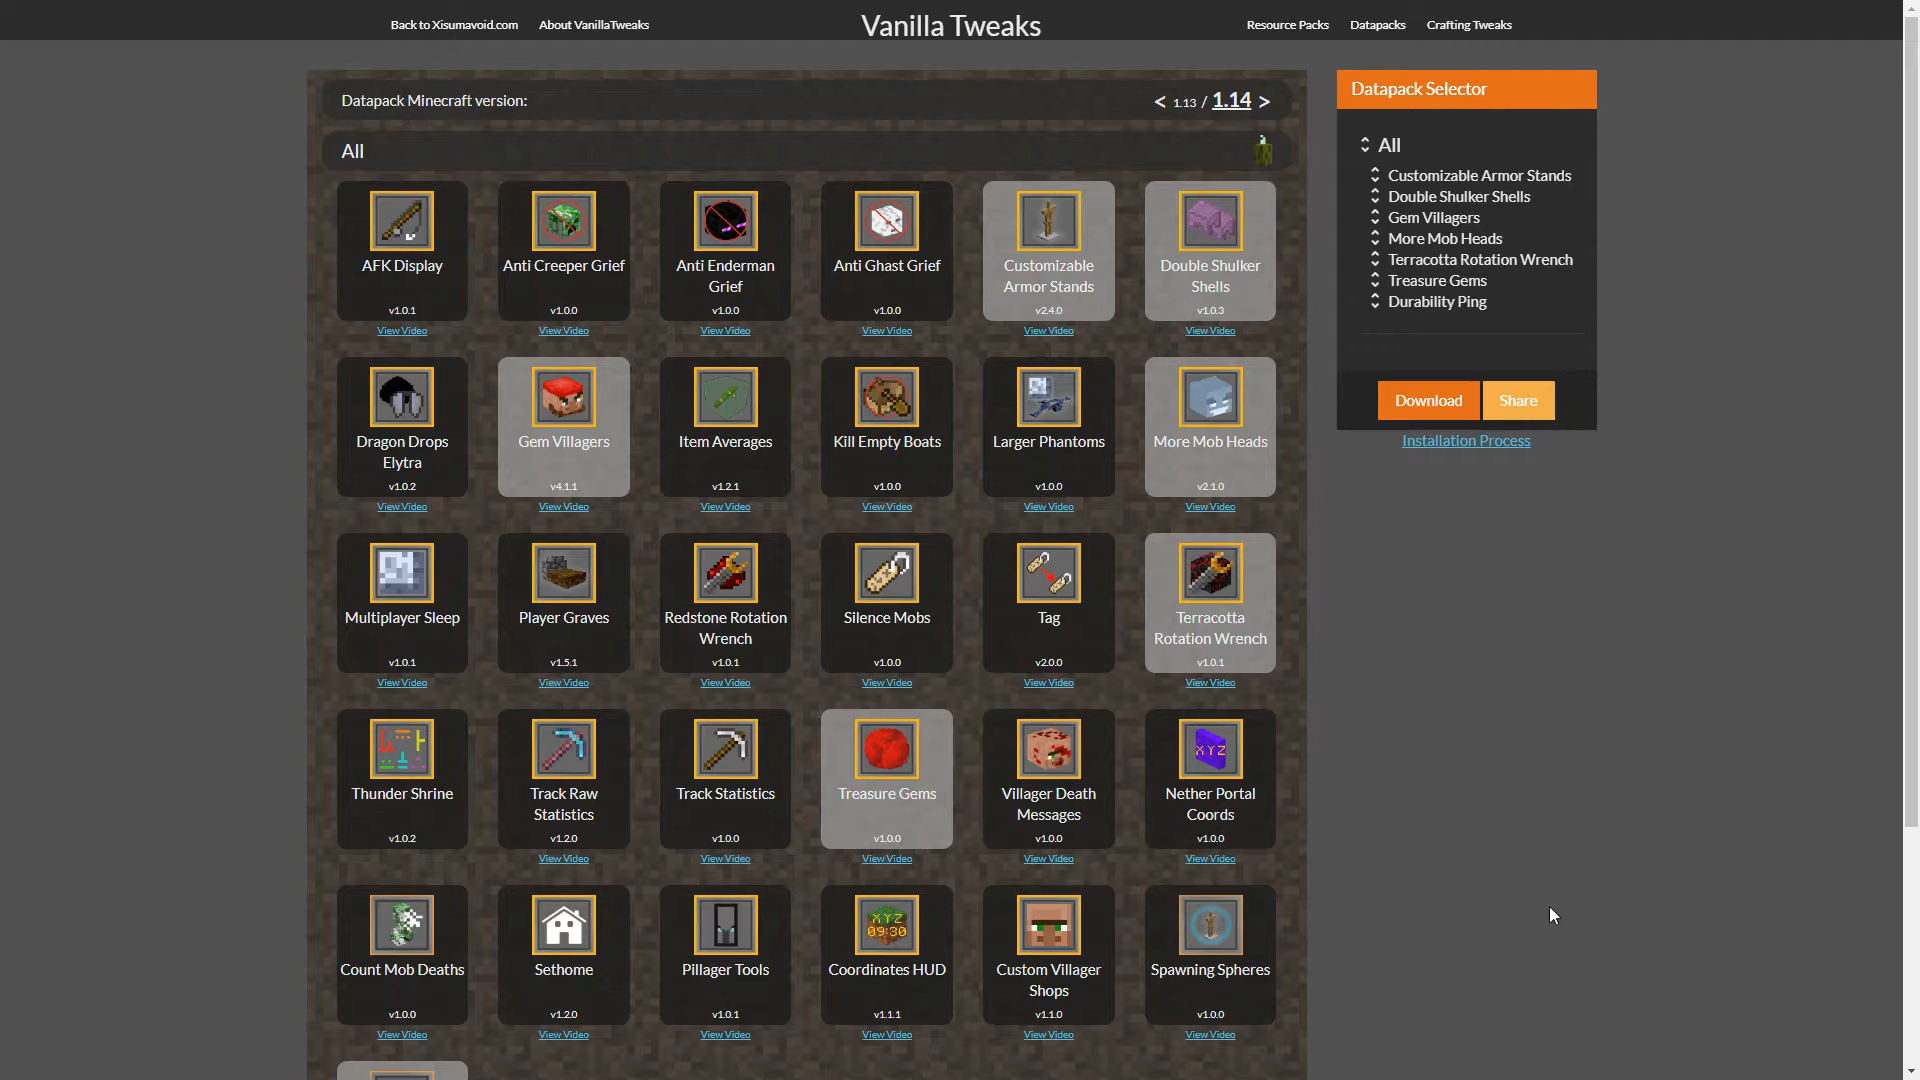 Back to Xisumavoid.com
About VanillaTweaks
Vanilla Tweaks
Resource Packs
Datapacks
Crafting Tweaks
Datapack Minecraft version:
< 1.13 / 1.14 >
All
AFK Display
v1.0.1
View Video
Anti Creeper Grief
v1.0.0
View Video
Anti Enderman
Grief
v1.0.0
View Video
Anti Ghast Grief
v1.0.0
View Video
Customizable
Armor Stands
v2.4.0
View Video
Double Shulker
Shells
v1.0.3
View Video
Dragon Drops
Elytra
v1.0.2
View Video
Gem Villagers
v4.1.1
View Video
Item Averages
v1.2.1
View Video
Kill Empty Boats
v1.0.0
View Video
Larger Phantoms
v1.0.0
View Video
More Mob Heads
v2.1.0
View Video
Multiplayer Sleep
v1.0.1
View Video
Player Graves
v1.5.1
View Video
Redstone Rotation
Wrench
v1.0.1
View Video
Silence Mobs
v1.0.0
View Video
Tag
v2.0.0
View Video
Terracotta
Rotation Wrench
v1.0.1
View Video
Thunder Shrine
v1.0.2
Track Raw
Statistics
v1.2.0
View Video
Track Statistics
v1.0.0
View Video
Treasure Gems
v1.0.0
View Video
Villager Death
Messages
v1.0.0
View Video
XYZ
Nether Portal
Coords
v1.0.0
View Video
Count Mob Deaths
v1.0.0
View Video
Sethome
v1.2.0
View Video
Pillager Tools
v1.0.1
View Video
XYZ
09:30
Coordinates HUD
v1.1.1
View Video
Custom Villager
Shops
v1.1.0
View Video
Spawning Spheres
v1.0.0
View Video
Datapack Selector
All
Customizable Armor Stands
Double Shulker Shells
Gem Villagers
More Mob Heads
Terracotta Rotation Wrench
Treasure Gems
Durability Ping
Download
Share
Installation Process